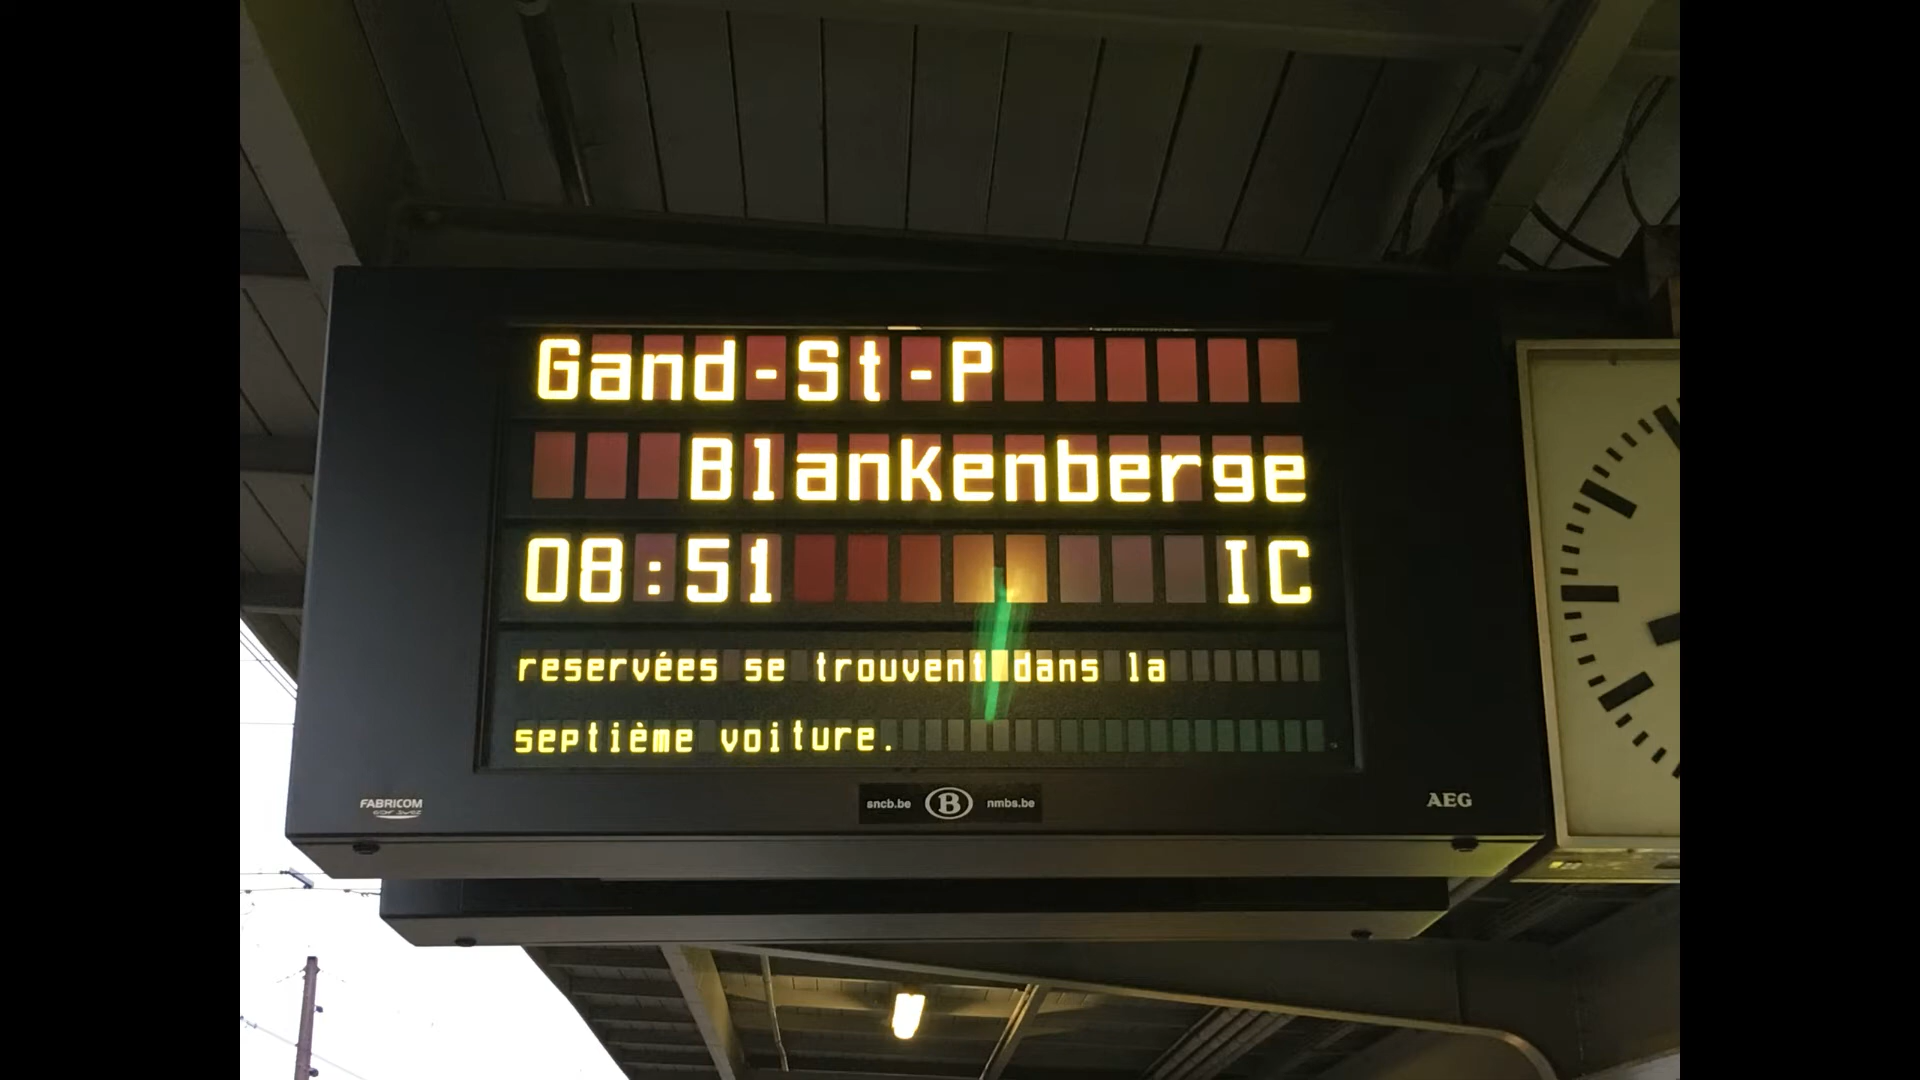 Gand-St-P
Blankenberge
08:51 IC
reservées se trouvent dans la
septième voiture.
FABRICOM
sncb.be B nmbs.be
AEG